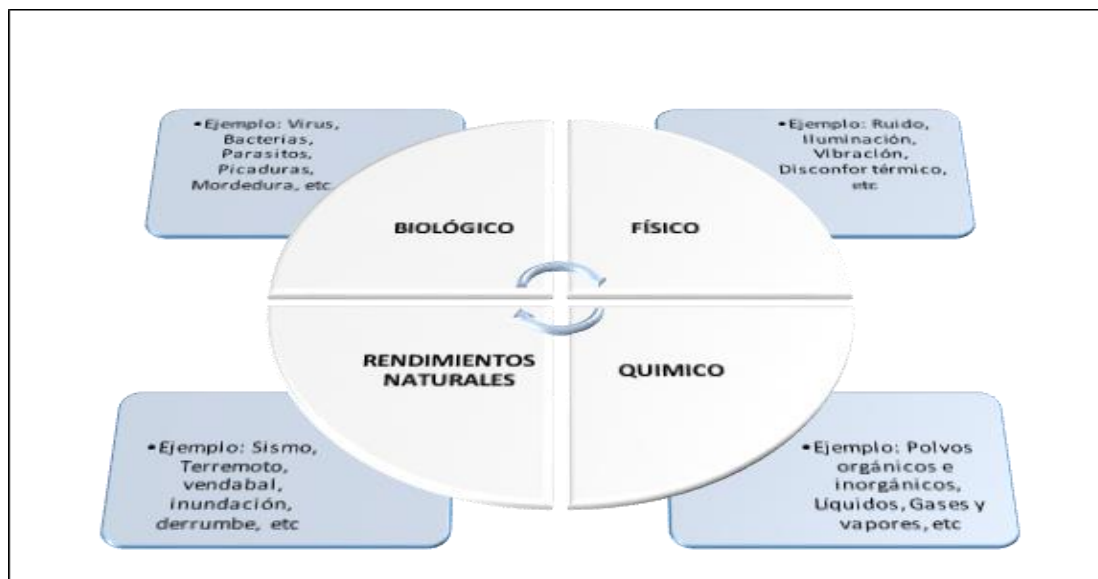 •Ejemplo: Virus,
Bacterias,
Parasitos,
Picaduras,
Mordedura, etc
•Ejemplo: Ruido,
Iluminación,
Vibración,
Disconfor térmico,
etc
BIOLÓGICO
FÍSICO
RENDIMIENTOS
NATURALES
QUIMICO
•Ejemplo: Sismo,
Terremoto,
vendabal,
inundación,
derrumbe, etc
•Ejemplo: Polvos
orgánicos e
inorgánicos,
Líquidos, Gases y
vapores, etc